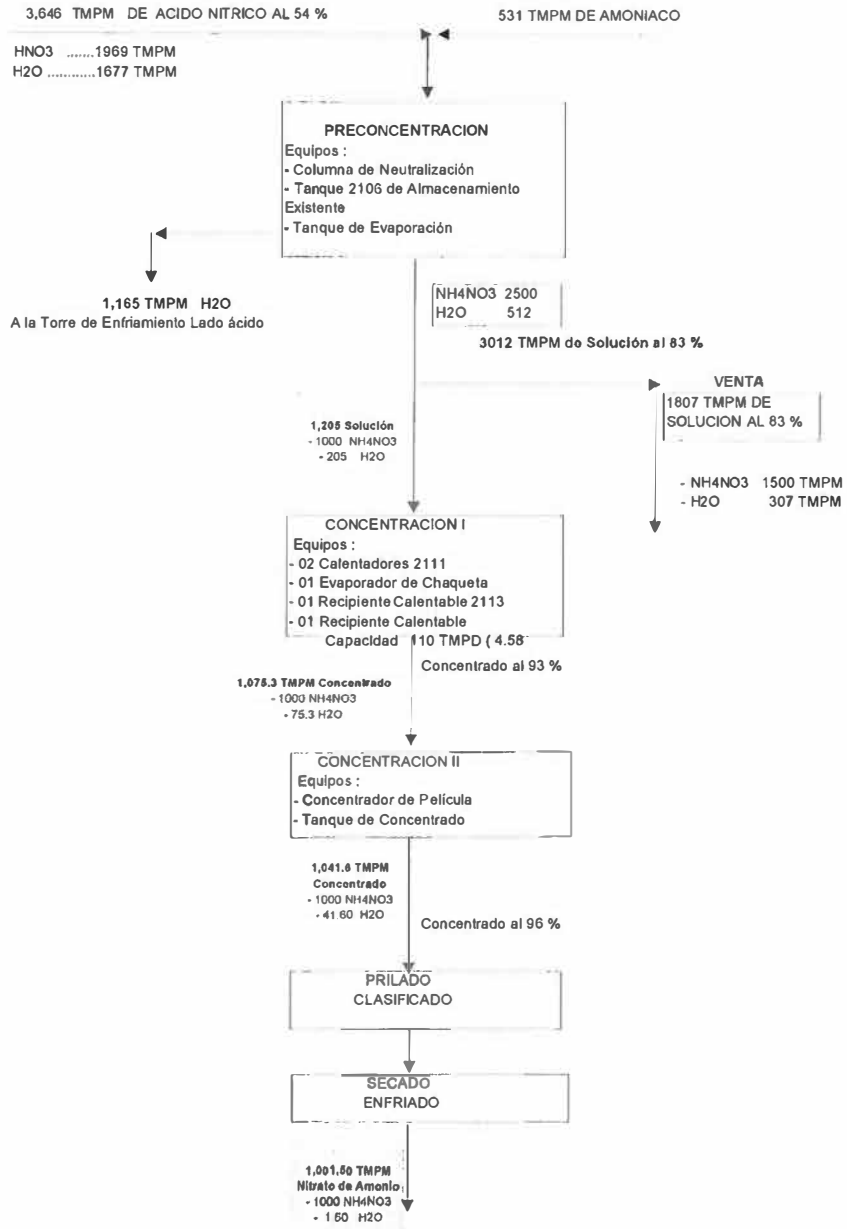 3,646 TMPM DE ACIDO NITRICO AL 54 %
531 TMPM DE AMONIACO
HNO3 .......1969 TMPM
H2O ............1677 TMPM
PRECONCENTRACION
Equipos :
- Columna de Neutralización
- Tanque 2106 de Almacenamiento
Existente
- Tanque de Evaporación
1,165 TMPM H2O
A la Torre de Enfriamiento Lado ácido
NH4NO3 2500
H2O 512
3012 TMPM de Solución al 83 %
VENTA
1807 TMPM DE
SOLUCION AL 83 %
- NH4NO3 1500 TMPM
- H2O 307 TMPM
1,205 Solución
- 1000 NH4NO3
- 205 H2O
CONCENTRACION I
Equipos :
- 02 Calentadores 2111
- 01 Evaporador de Chaqueta
- 01 Recipiente Calentable 2113
- 01 Recipiente Calentable
Capacidad 110 TMPD ( 4.58
Concentrado al 93 %
1,075.3 TMPM Concentrado
- 1000 NH4NO3
- 75.3 H2O
CONCENTRACION II
Equipos :
- Concentrador de Película
- Tanque de Concentrado
1,041.6 TMPM
Concentrado
- 1000 NH4NO3
- 41.60 H2O
Concentrado al 96 %
PRILADO
CLASIFICADO
SECADO
ENFRIADO
1,001,50 TMPM
Nitrato de Amonio
- 1000 NH4NO3
- 1.50 H2O